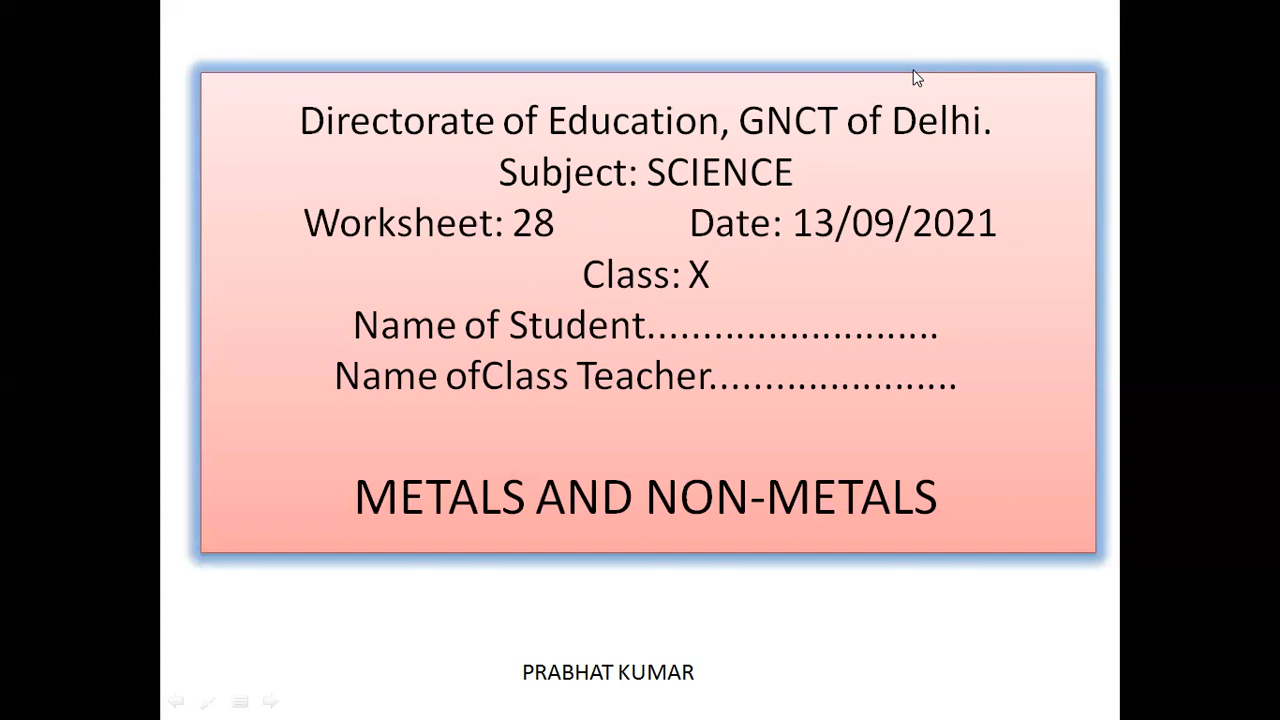 Directorate of Education, GNCT of Delhi.
Subject: SCIENCE
Worksheet: 28 Date: 13/09/2021
Class: X
Name of Student..........................
Name ofClass Teacher......................
METALS AND NON-METALS
PRABHAT KUMAR